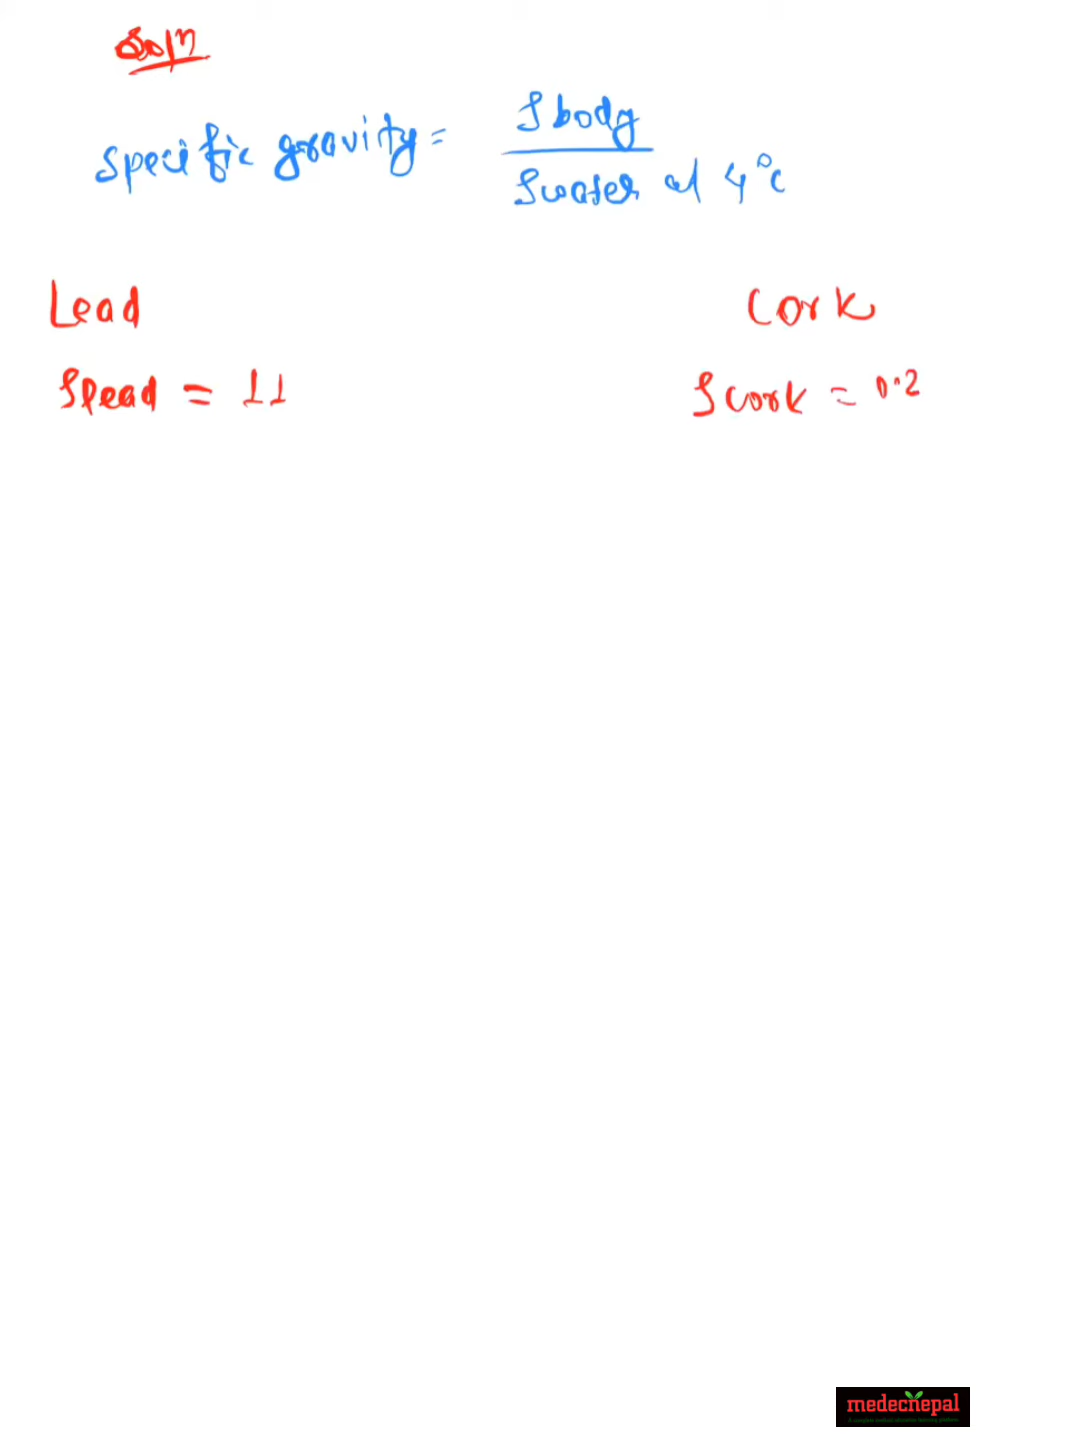 Soln
specific gravity = ρbody / ρwater at 4°c
Lead
Cork
ρlead = 11
ρcork = 0.2
medecnepal